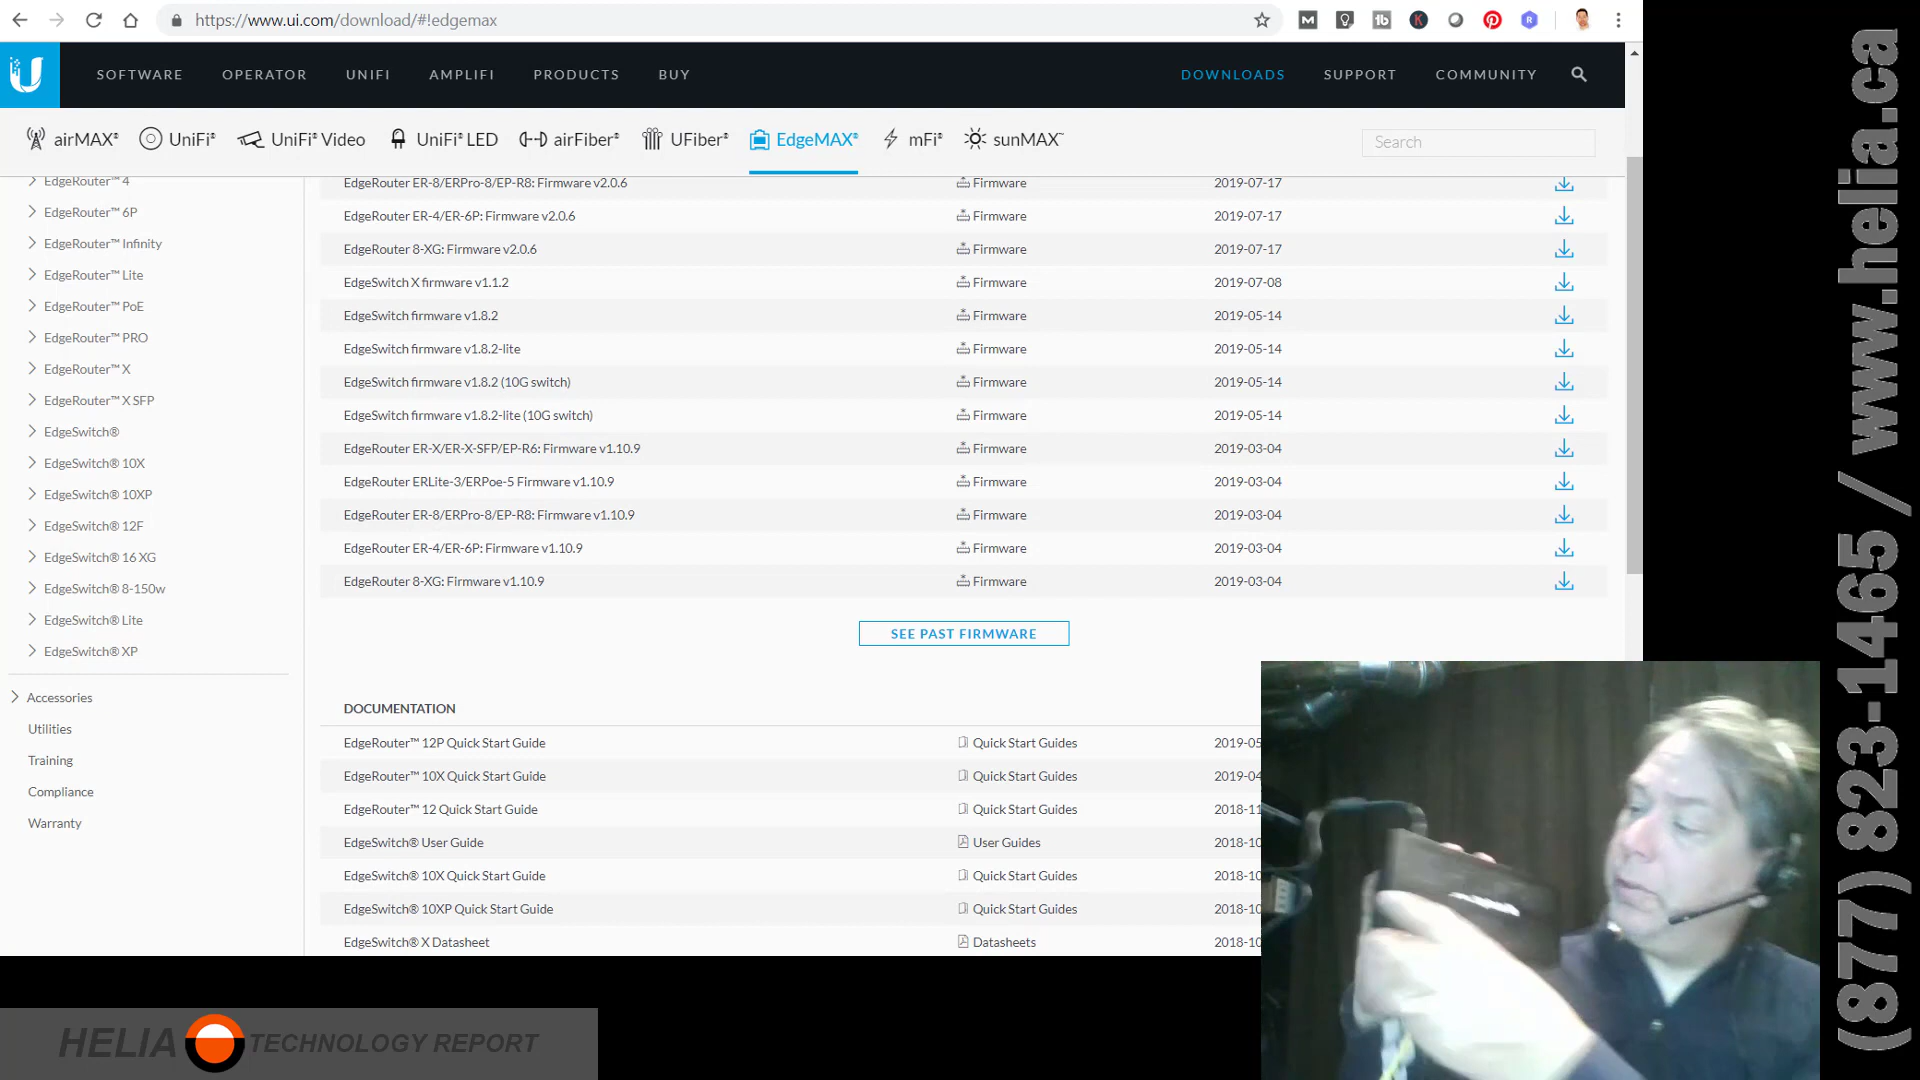 https://www.ui.com/download/#!edgemax
SOFTWARE OPERATOR UNIFI AMPLIFI PRODUCTS BUY DOWNLOADS SUPPORT COMMUNITY
airMAX® UniFi® UniFi® Video UniFi® LED airFiber® UFiber® EdgeMAX® mFi® sunMAX™ Search
EdgeRouter™ 4
EdgeRouter™ 6P
EdgeRouter™ Infinity
EdgeRouter™ Lite
EdgeRouter™ PoE
EdgeRouter™ PRO
EdgeRouter™ X
EdgeRouter™ X SFP
EdgeSwitch®
EdgeSwitch® 10X
EdgeSwitch® 10XP
EdgeSwitch® 12F
EdgeSwitch® 16 XG
EdgeSwitch® 8-150w
EdgeSwitch® Lite
EdgeSwitch® XP
Accessories
Utilities
Training
Compliance
Warranty
EdgeRouter ER-8/ERPro-8/EP-R8: Firmware v2.0.6 Firmware 2019-07-17
EdgeRouter ER-4/ER-6P: Firmware v2.0.6 Firmware 2019-07-17
EdgeRouter 8-XG: Firmware v2.0.6 Firmware 2019-07-17
EdgeSwitch X firmware v1.1.2 Firmware 2019-07-08
EdgeSwitch firmware v1.8.2 Firmware 2019-05-14
EdgeSwitch firmware v1.8.2-lite Firmware 2019-05-14
EdgeSwitch firmware v1.8.2 (10G switch) Firmware 2019-05-14
EdgeSwitch firmware v1.8.2-lite (10G switch) Firmware 2019-05-14
EdgeRouter ER-X/ER-X-SFP/EP-R6: Firmware v1.10.9 Firmware 2019-03-04
EdgeRouter ERLite-3/ERPoe-5 Firmware v1.10.9 Firmware 2019-03-04
EdgeRouter ER-8/ERPro-8/EP-R8: Firmware v1.10.9 Firmware 2019-03-04
EdgeRouter ER-4/ER-6P: Firmware v1.10.9 Firmware 2019-03-04
EdgeRouter 8-XG: Firmware v1.10.9 Firmware 2019-03-04
SEE PAST FIRMWARE
DOCUMENTATION
EdgeRouter™ 12P Quick Start Guide Quick Start Guides 2019-05
EdgeRouter™ 10X Quick Start Guide Quick Start Guides 2019-04
EdgeRouter™ 12 Quick Start Guide Quick Start Guides 2018-11
EdgeSwitch® User Guide User Guides 2018-10
EdgeSwitch® 10X Quick Start Guide Quick Start Guides 2018-10
EdgeSwitch® 10XP Quick Start Guide Quick Start Guides 2018-10
EdgeSwitch® X Datasheet Datasheets 2018-10
HELIA TECHNOLOGY REPORT
(877) 823-1465 / www.helia.ca